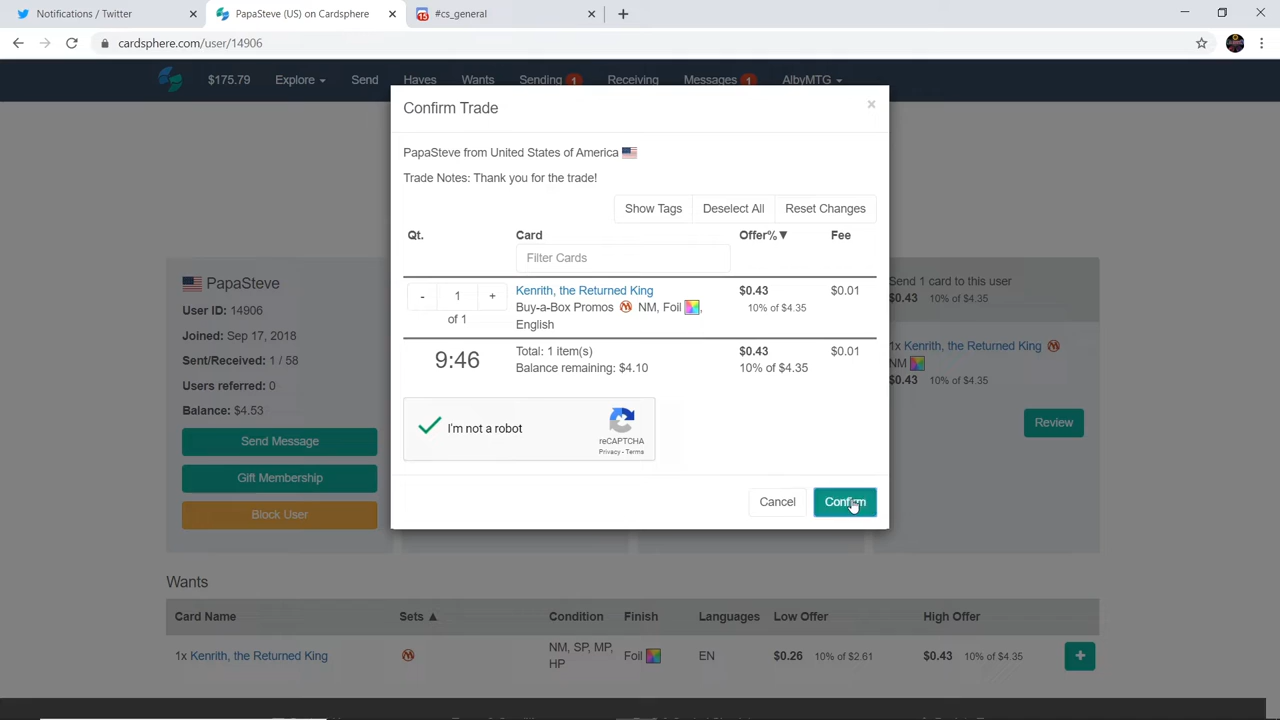 Notifications / Twitter
PapaSteve (US) on Cardsphere
15
#cs_general
cardsphere.com/user/14906
$175.79
Explore
Send
Haves
Wants
Sending 1
Receiving
Messages 1
AlbyMTG
Confirm Trade
×
PapaSteve from United States of America
Trade Notes: Thank you for the trade!
Show Tags
Deselect All
Reset Changes
Qt.
Card
Offer%▼
Fee
Filter Cards
- 1 +
of 1
Kenrith, the Returned King
Buy-a-Box Promos NM, Foil ,
English
$0.43
10% of $4.35
$0.01
9:46
Total: 1 item(s)
Balance remaining: $4.10
$0.43
10% of $4.35
$0.01
I'm not a robot
reCAPTCHA
Privacy - Terms
Cancel
Confirm
PapaSteve
User ID: 14906
Joined: Sep 17, 2018
Sent/Received: 1 / 58
Users referred: 0
Balance: $4.53
Send Message
Gift Membership
Block User
Send 1 card to this user
$0.43 10% of $4.35
1x Kenrith, the Returned King
NM
$0.43 10% of $4.35
Review
Wants
Card Name
Sets ▲
Condition
Finish
Languages
Low Offer
High Offer
1x Kenrith, the Returned King
NM, SP, MP,
HP
Foil
EN
$0.26 10% of $2.61
$0.43 10% of $4.35
+